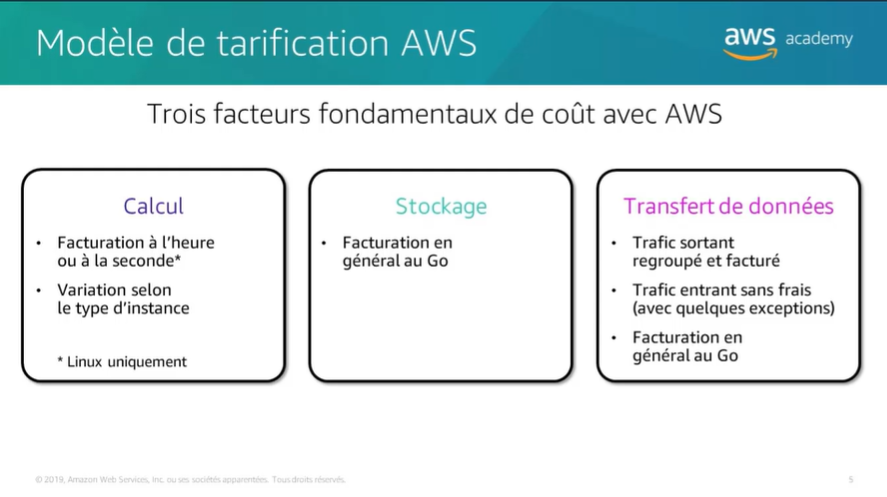 Modèle de tarification AWS
aws academy
Trois facteurs fondamentaux de coût avec AWS
Calcul
• Facturation à l'heure
ou à la seconde*
• Variation selon
le type d'instance
* Linux uniquement
Stockage
• Facturation en
général au Go
Transfert de données
• Trafic sortant
regroupé et facturé
• Trafic entrant sans frais
(avec quelques exceptions)
• Facturation en
général au Go
© 2019, Amazon Web Services, Inc. ou ses sociétés apparentées. Tous droits réservés.
5